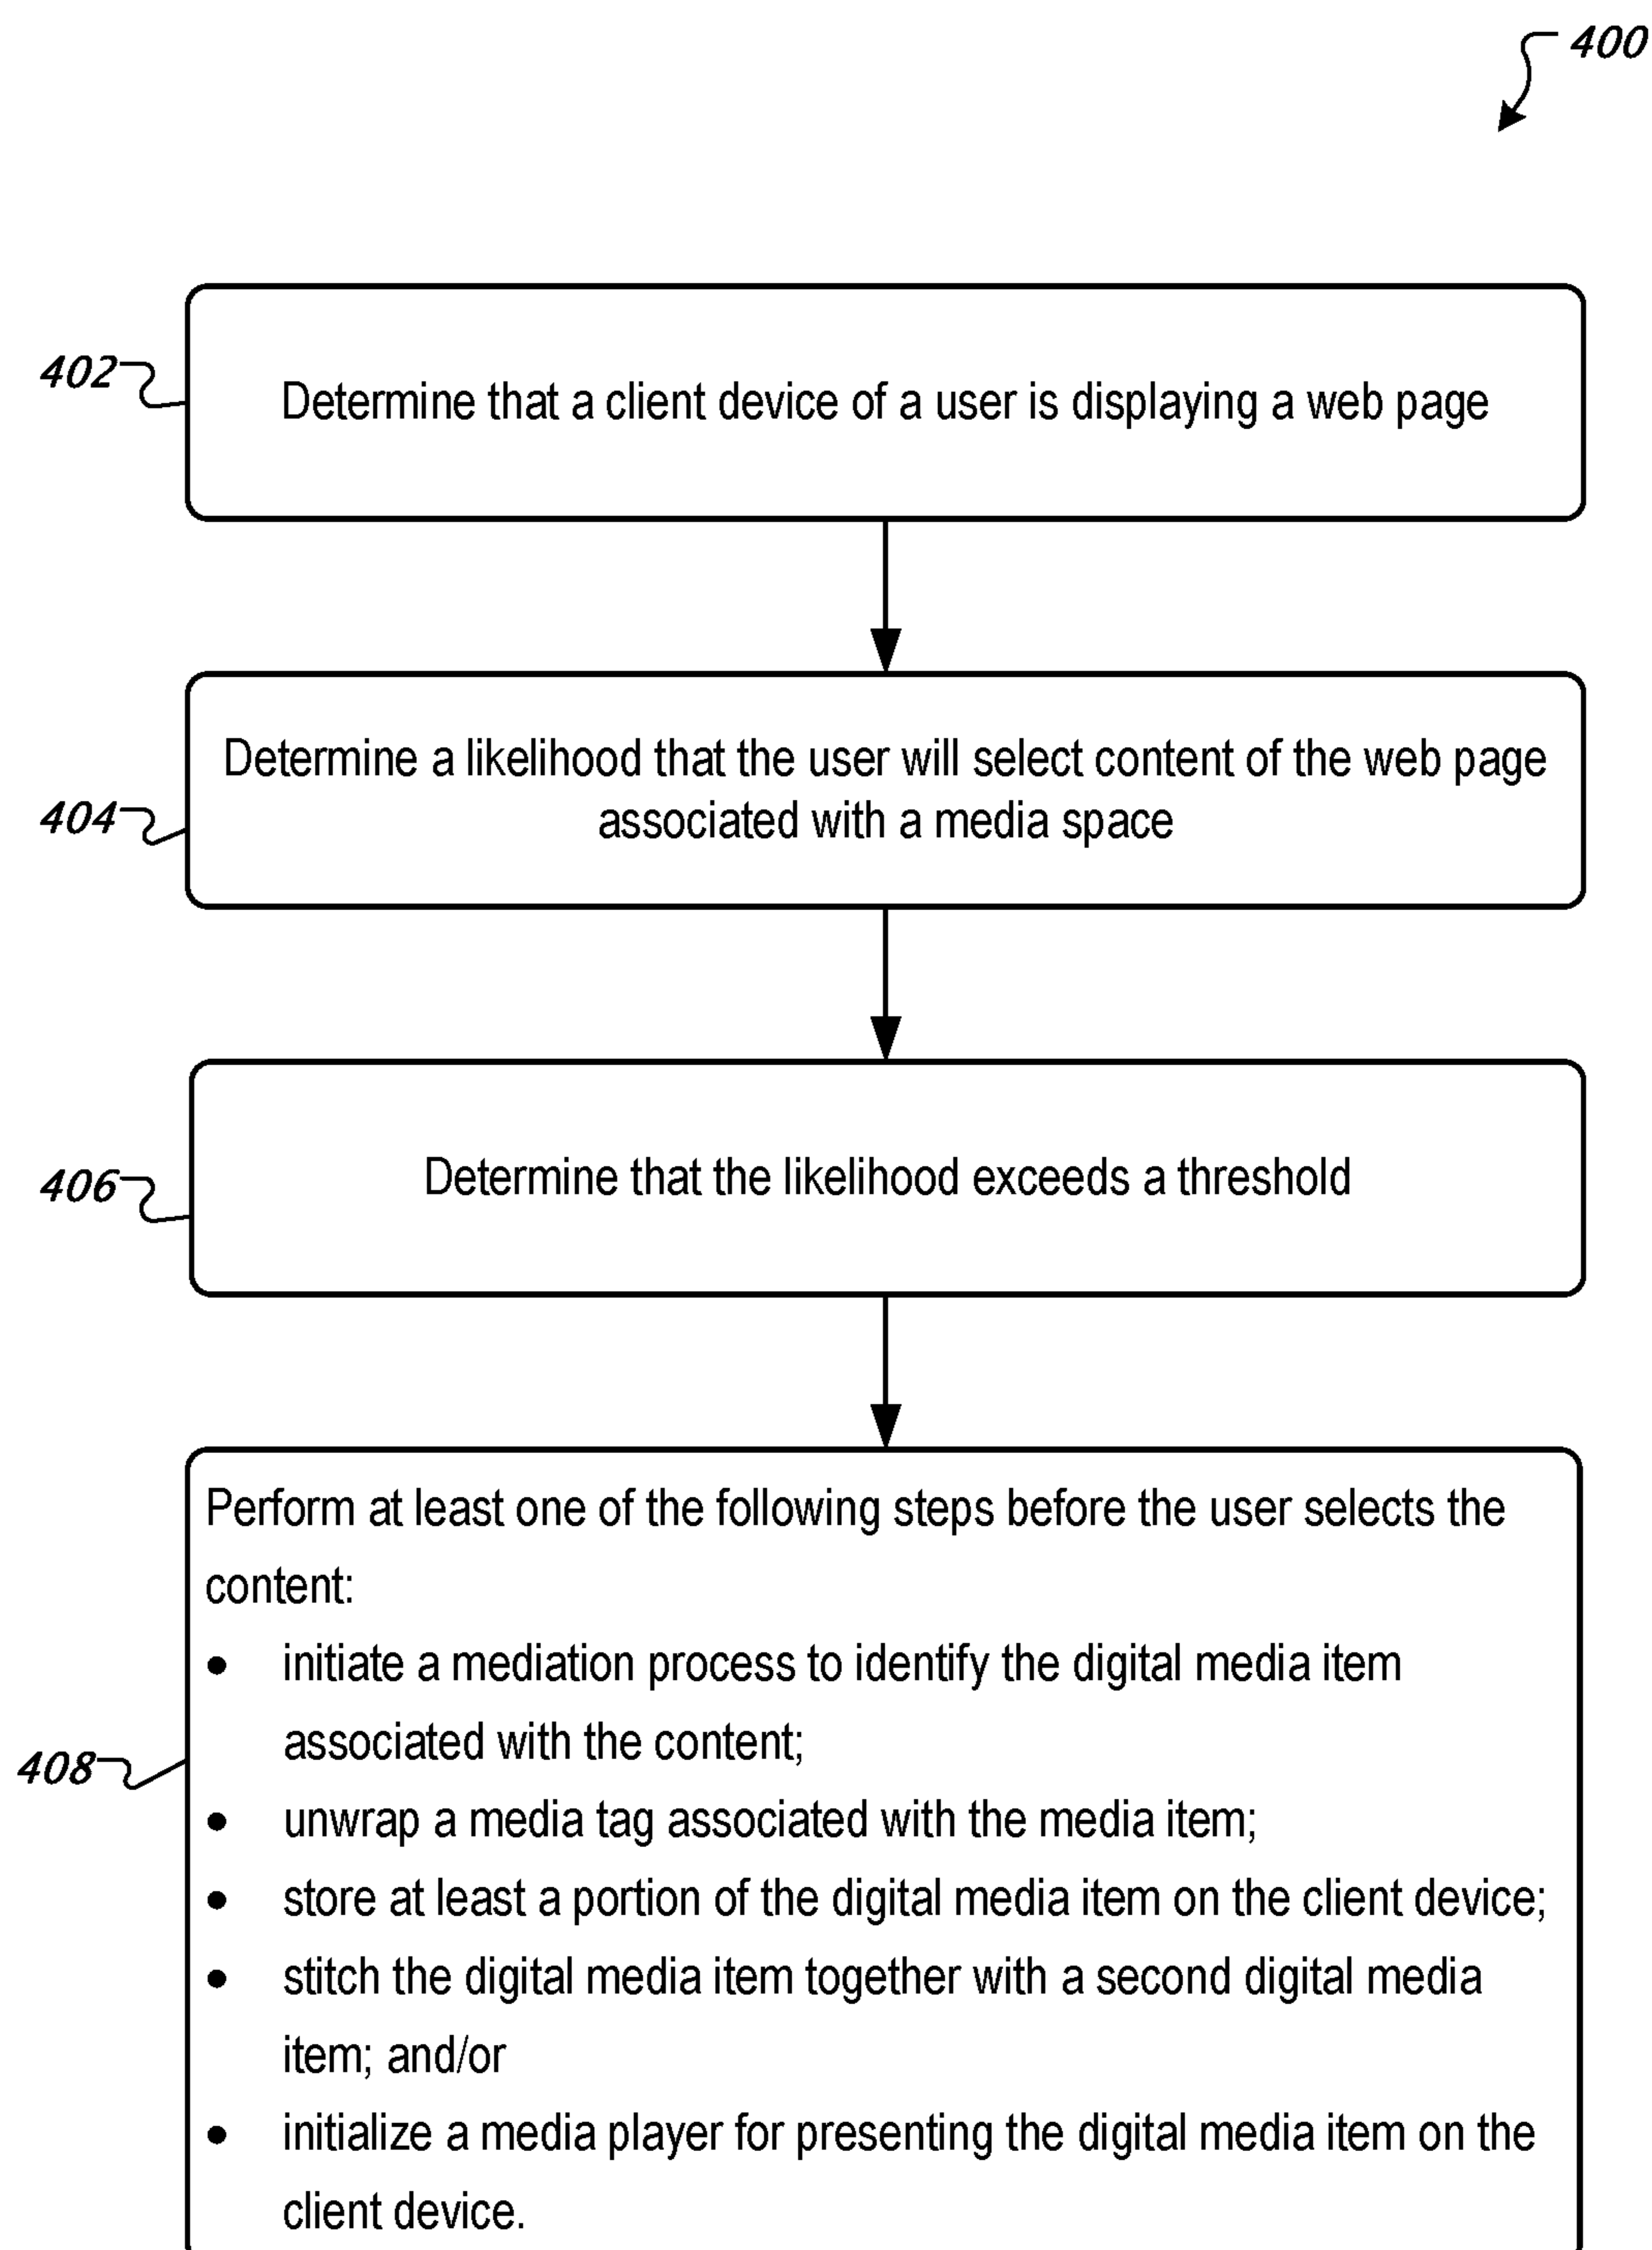 400
402
Determine that a client device of a user is displaying a web page
Determine a likelihood that the user will select content of the web page
associated with a media space
404
406
Determine that the likelihood exceeds a threshold
Perform at least one of the following steps before the user selects the
content:
• initiate a mediation process to identify the digital media item
associated with the content;
408
• unwrap a media tag associated with the media item;
• store at least a portion of the digital media item on the client device;
• stitch the digital media item together with a second digital media
item; and/or
• initialize a media player for presenting the digital media item on the
client device.